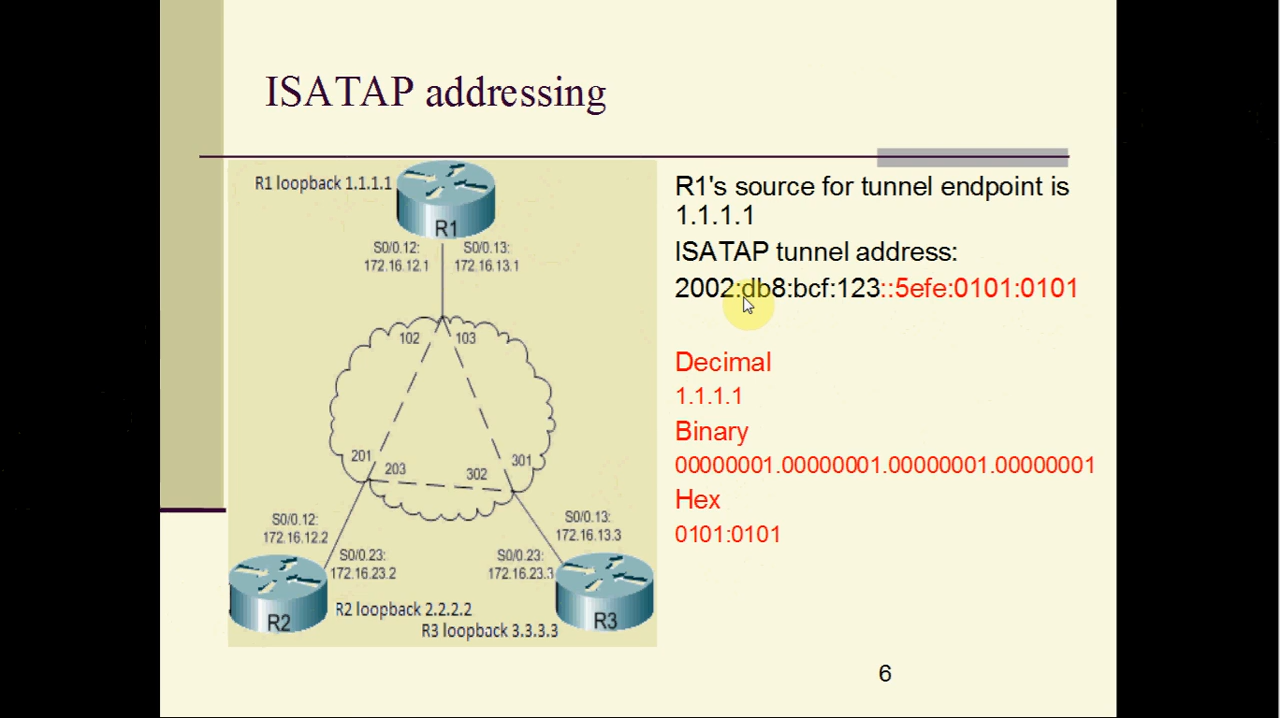 ISATAP addressing
R1 loopback 1.1.1.1
R1
S0/0.12:
172.16.12.1
S0/0.13:
172.16.13.1
102
103
201
203
302
301
S0/0.12:
172.16.12.2
S0/0.23:
172.16.23.2
S0/0.13:
172.16.13.3
S0/0.23:
172.16.23.3
R2
R2 loopback 2.2.2.2
R3 loopback 3.3.3.3
R3
R1's source for tunnel endpoint is
1.1.1.1
ISATAP tunnel address:
2002:db8:bcf:123::5efe:0101:0101
Decimal
1.1.1.1
Binary
00000001.00000001.00000001.00000001
Hex
0101:0101
6